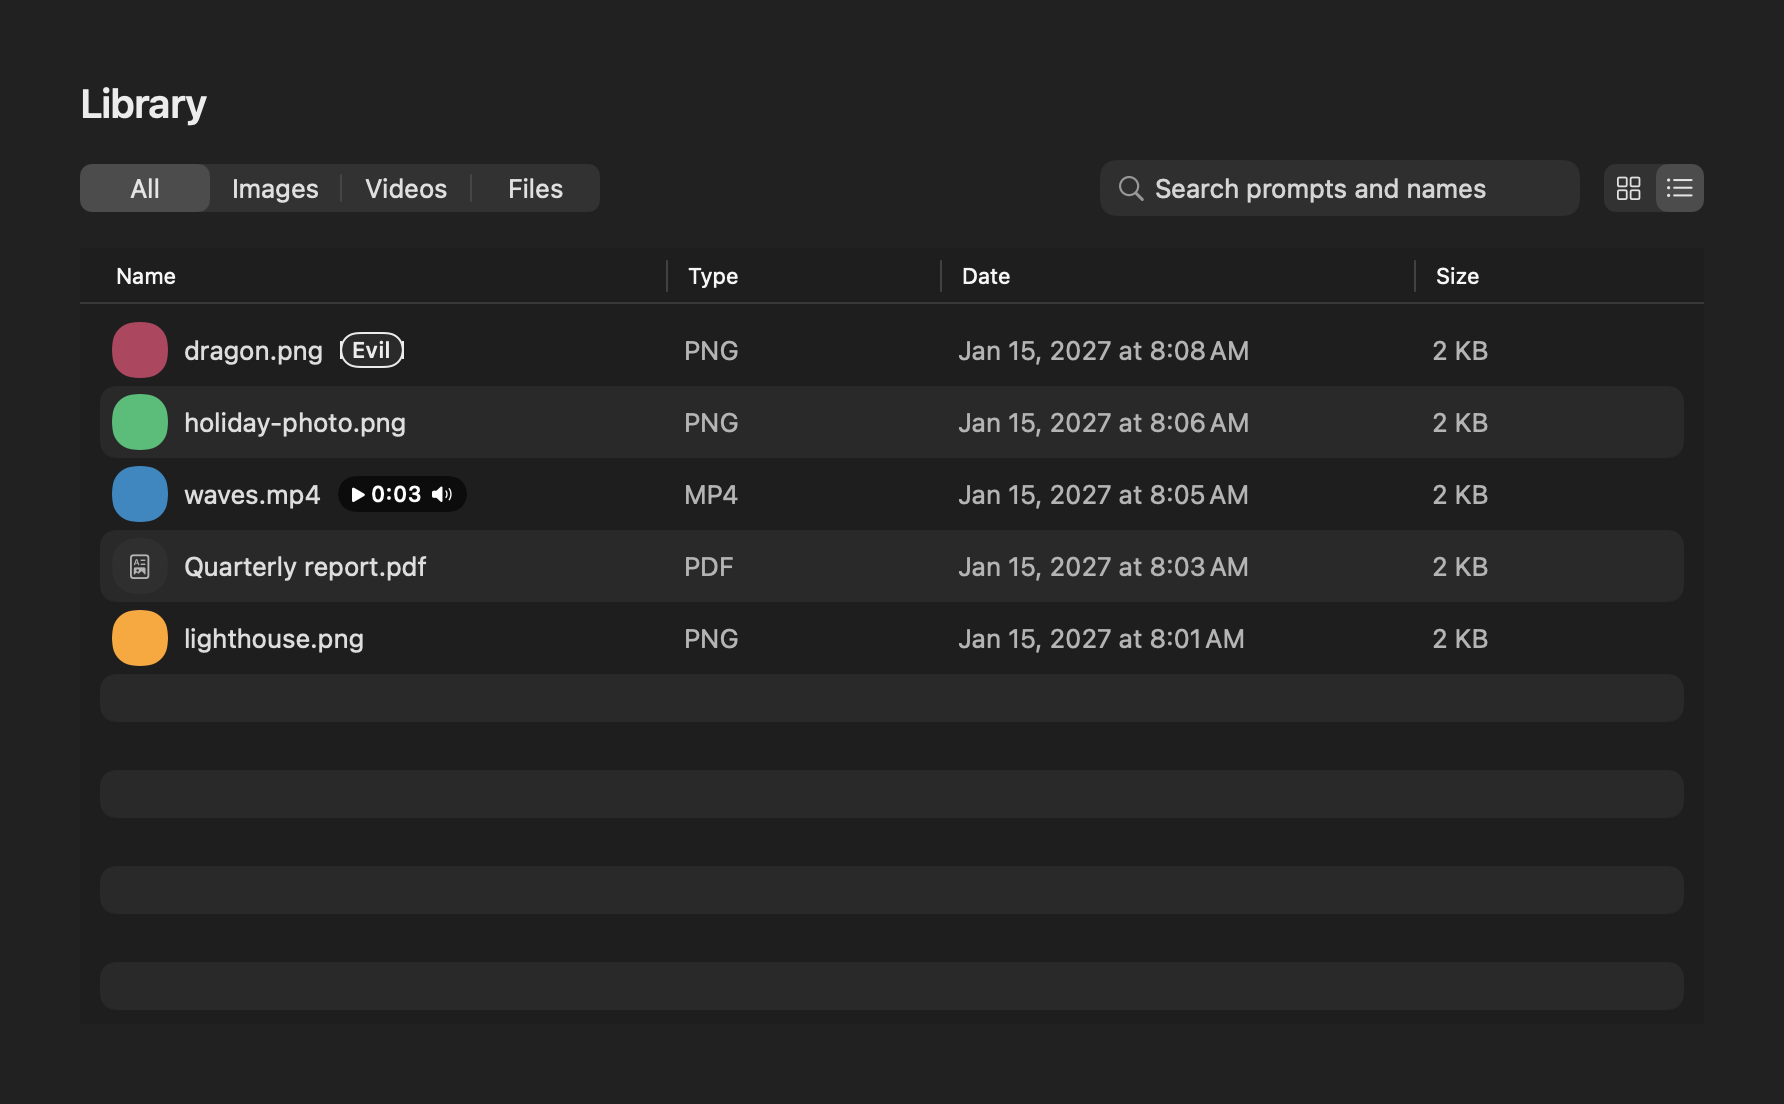 Library
All Images Videos Files Search prompts and names
Name Type Date Size
dragon.png Evil PNG Jan 15, 2027 at 8:08 AM 2 KB
holiday-photo.png PNG Jan 15, 2027 at 8:06 AM 2 KB
waves.mp4 0:03 MP4 Jan 15, 2027 at 8:05 AM 2 KB
Quarterly report.pdf PDF Jan 15, 2027 at 8:03 AM 2 KB
lighthouse.png PNG Jan 15, 2027 at 8:01 AM 2 KB